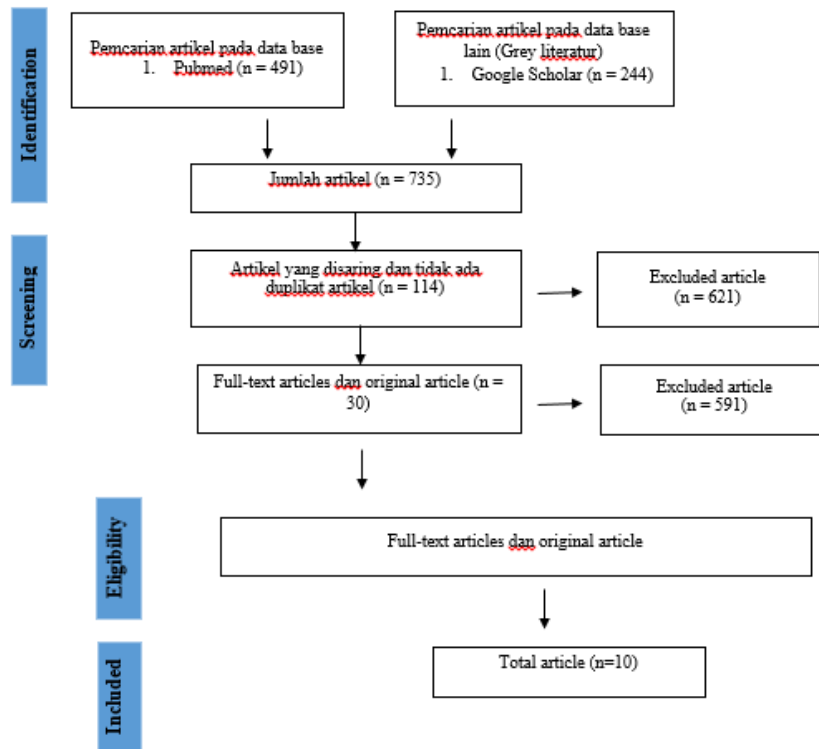 Identification
Pemcarian artikel pada data base
1. Pubmed (n = 491)
Pemcarian artikel pada data base
lain (Grey literatur)
1. Google Scholar (n = 244)
Jumlah artikel (n = 735)
Screening
Artikel yang disaring dan tidak ada
duplikat artikel (n = 114)
Excluded article
(n = 621)
Full-text articles dan original article (n =
30)
Excluded article
(n = 591)
Eligibility
Full-text articles dan original article
Included
Total article (n=10)